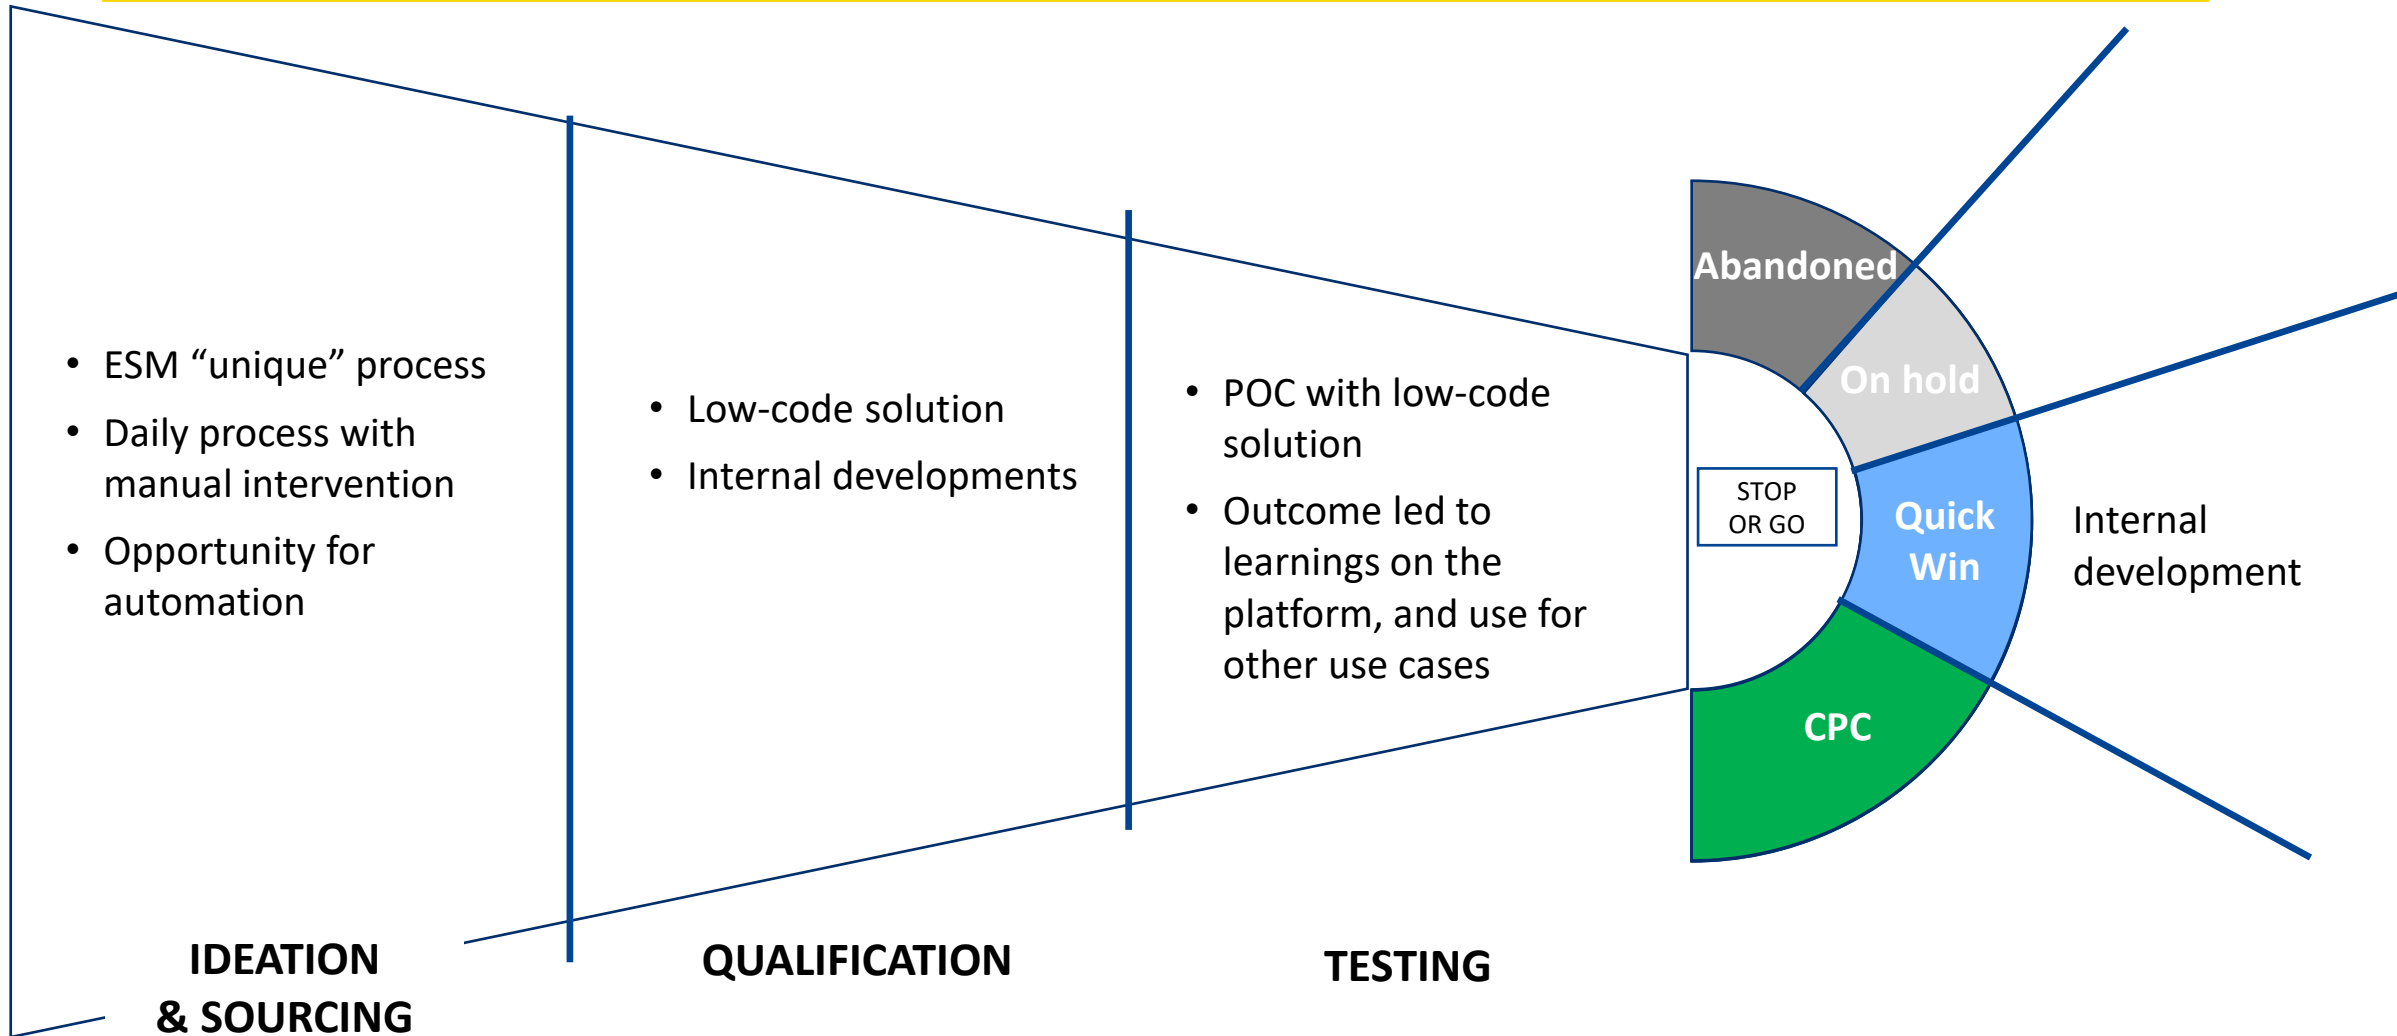 • ESM “unique” process
• Daily process with
manual intervention
• Opportunity for
automation
• Low-code solution
• Internal developments
• POC with low-code
solution
• Outcome led to
learnings on the
platform, and use for
other use cases
STOP
OR GO
Abandoned
On hold
Quick
Win
CPC
Internal
development
IDEATION
& SOURCING
QUALIFICATION
TESTING